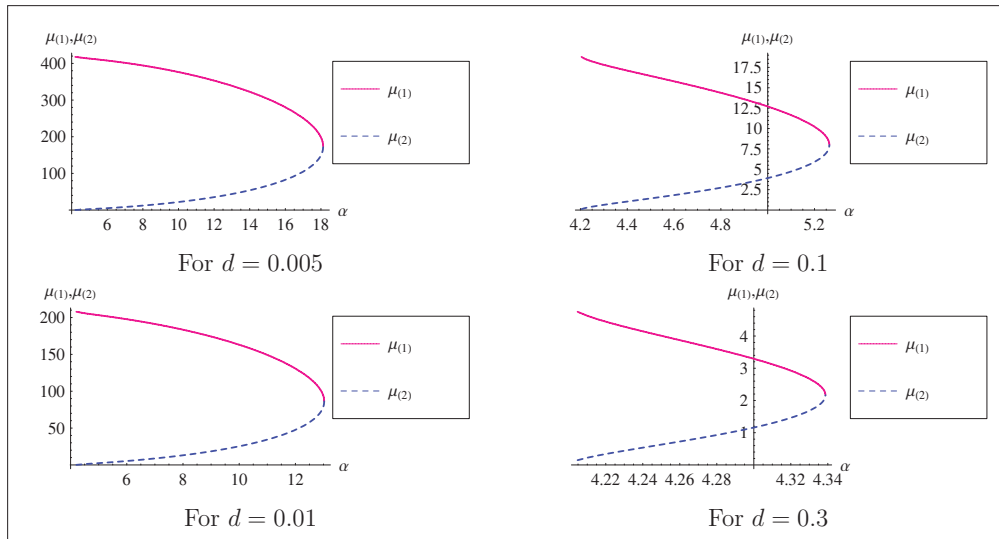 μ(1),μ(2)
400
300
200
100
6 8 10 12 14 16 18 α
μ(1)
μ(2)
For d = 0.005
μ(1),μ(2)
17.5
15
12.5
10
7.5
5
2.5
4.2 4.4 4.6 4.8 5.2 α
μ(1)
μ(2)
For d = 0.1
μ(1),μ(2)
200
150
100
50
6 8 10 12 α
μ(1)
μ(2)
For d = 0.01
μ(1),μ(2)
4
3
2
1
4.22 4.24 4.26 4.28 4.32 4.34 α
μ(1)
μ(2)
For d = 0.3